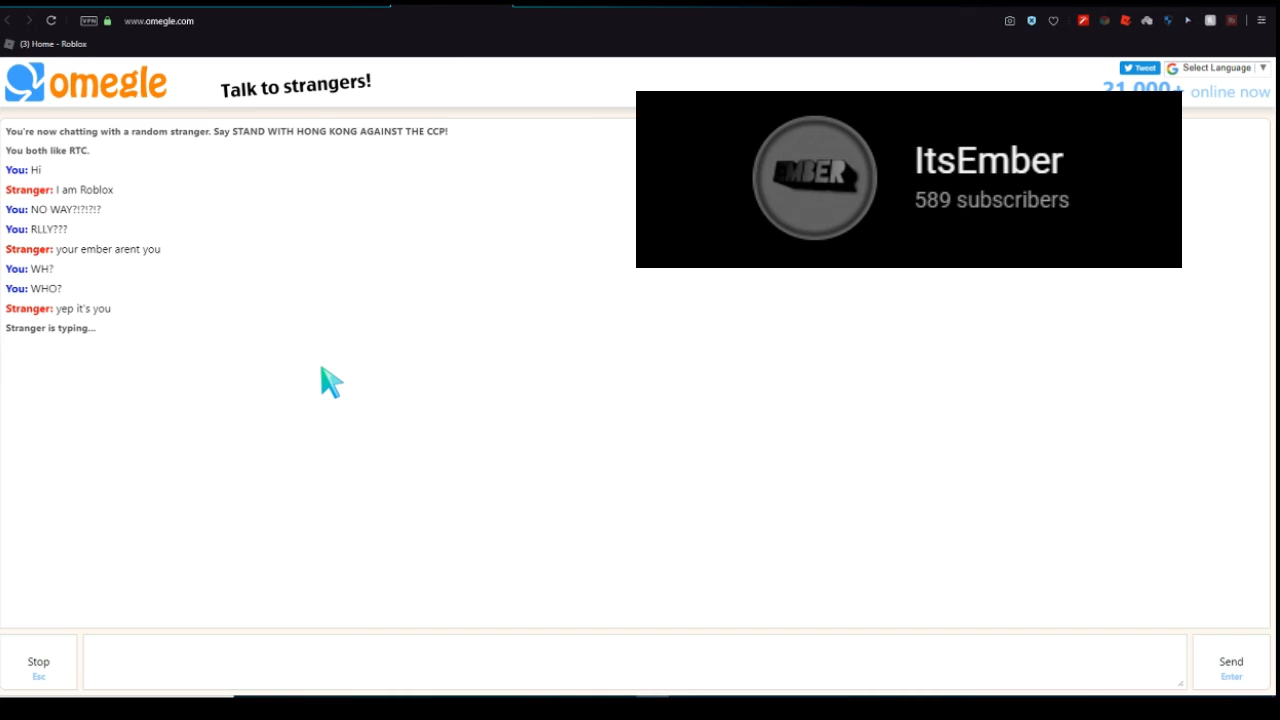 VPN
www.omegle.com
(3) Home - Roblox
omegle
Talk to strangers!
Tweet
Select Language
21,000+ online now
You're now chatting with a random stranger. Say STAND WITH HONG KONG AGAINST THE CCP!
You both like RTC.
You: Hi
Stranger: I am Roblox
You: NO WAY?!?!?!?
You: RLLY???
Stranger: your ember arent you
You: WH?
You: WHO?
Stranger: yep it's you
Stranger is typing...
EMBER
ItsEmber
589 subscribers
Stop
Esc
Send
Enter